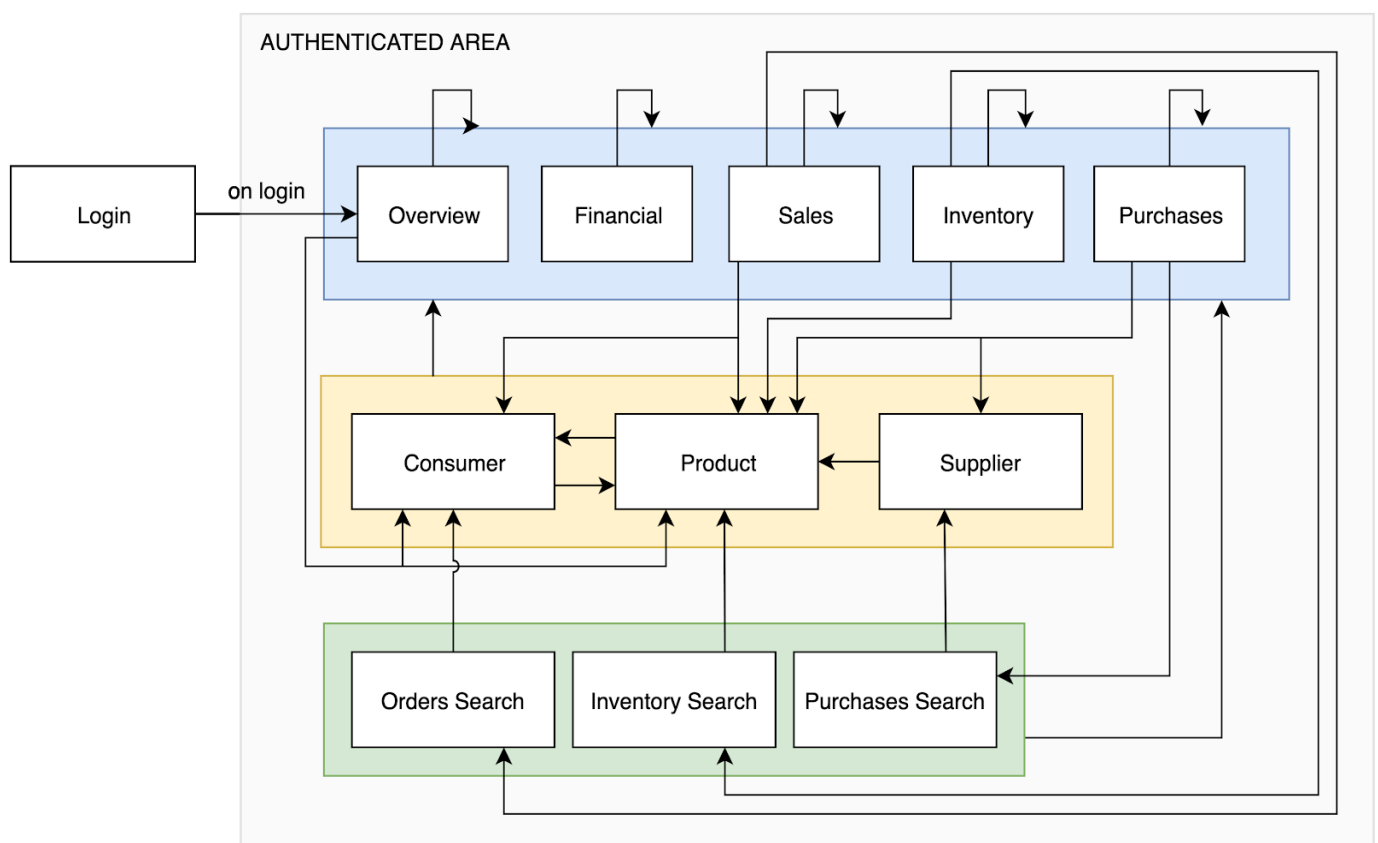 AUTHENTICATED AREA
Login
on login
Overview
Financial
Sales
Inventory
Purchases
Consumer
Product
Supplier
Orders Search
Inventory Search
Purchases Search